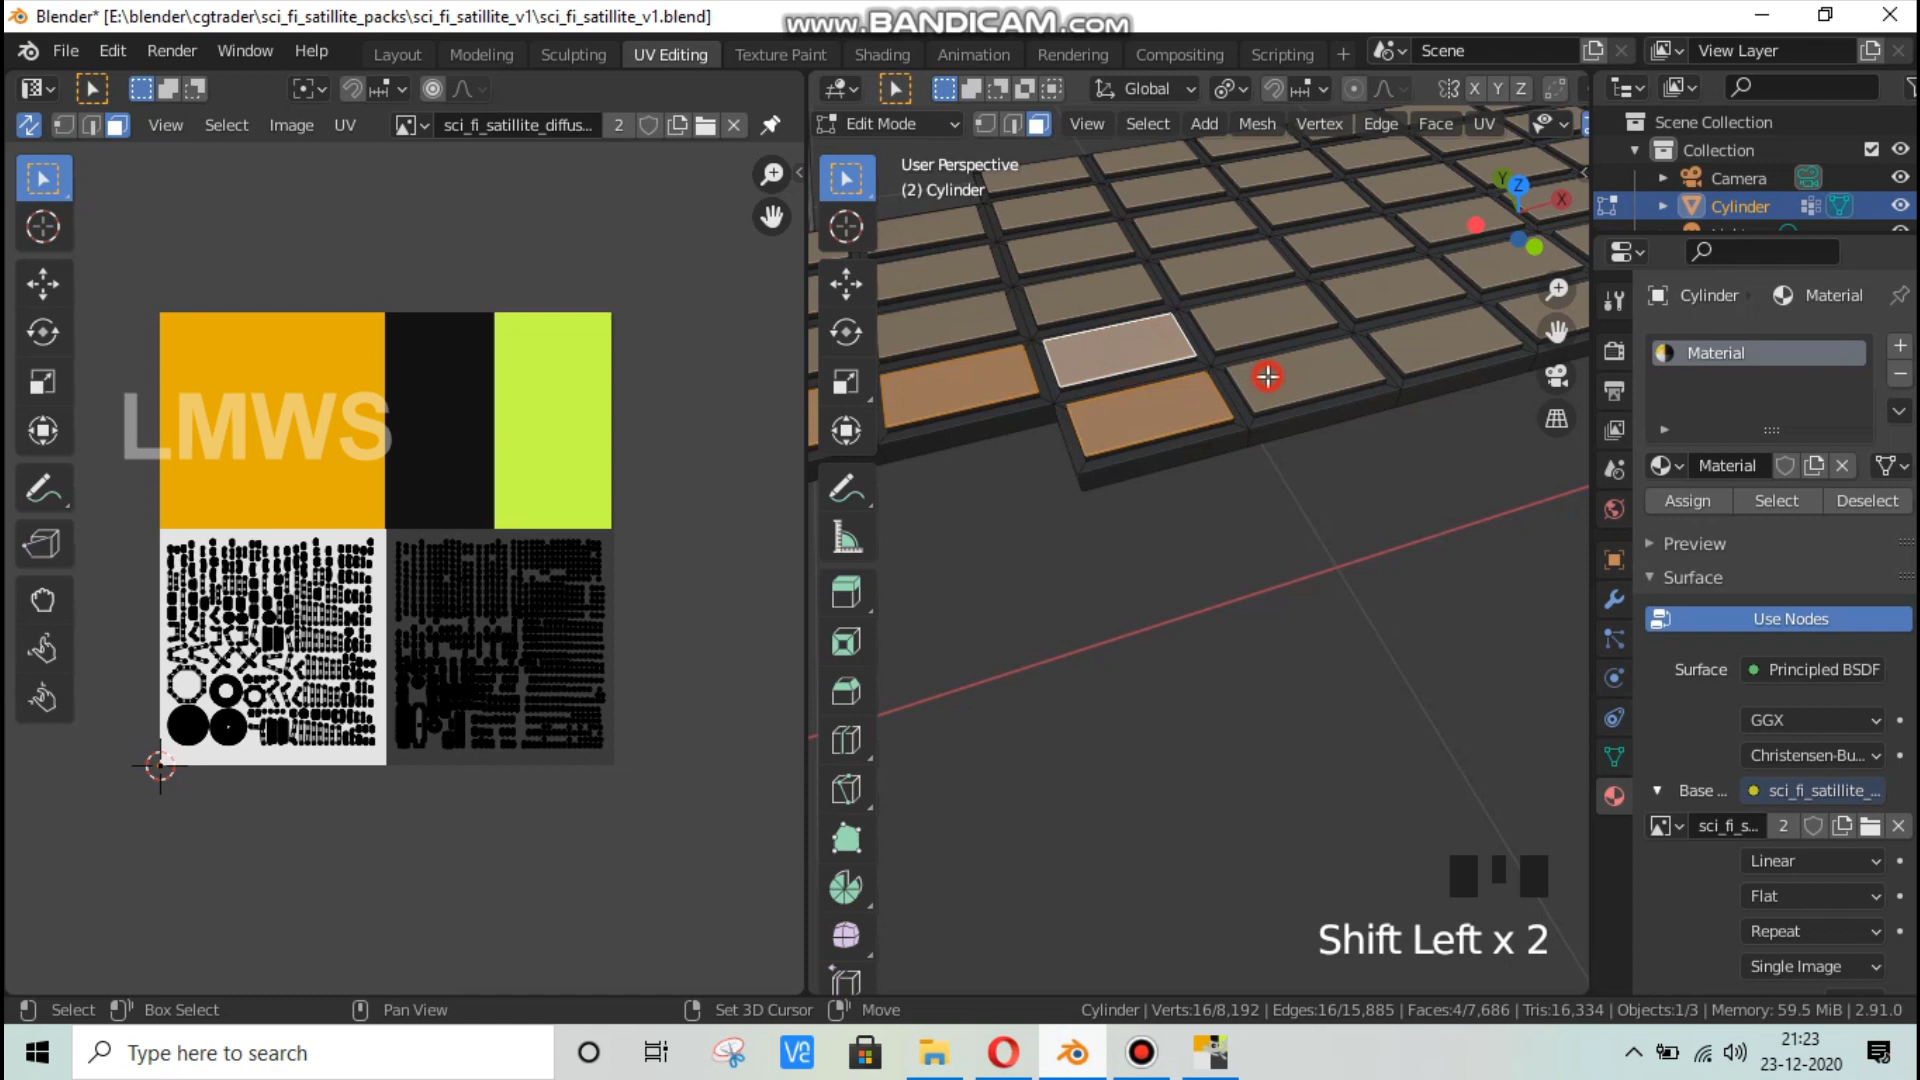 Blender* [E:\blender\cgtrader\sci_fi_satillite_packs\sci_fi_satillite_v1\sci_fi_satillite_v1.blend]
www.BANDICAM.com
File Edit Render Window Help
Layout Modeling Sculpting UV Editing Texture Paint Shading Animation Rendering Compositing Scripting +
Scene
View Layer
Global
X Y Z
View Select Image UV
sci_fi_satillite_diffus... 2
Edit Mode
View Select Add Mesh Vertex Edge Face UV
User Perspective
(2) Cylinder
Y Z X
LMWS
Shift Left x 2
Scene Collection
Collection
Camera
Cylinder
Cylinder Material
Material
Material
Assign Select Deselect
Preview
Surface
Use Nodes
Surface Principled BSDF
GGX
Christensen-Bu...
Base ... sci_fi_satillite_...
sci_fi_s... 2
Linear
Flat
Repeat
Single Image
Select Box Select Pan View Set 3D Cursor Move
Cylinder | Verts:16/8,192 | Edges:16/15,885 | Faces:4/7,686 | Tris:16,334 | Objects:1/3 | Memory: 59.5 MiB | 2.91.0
Type here to search
21:23
23-12-2020